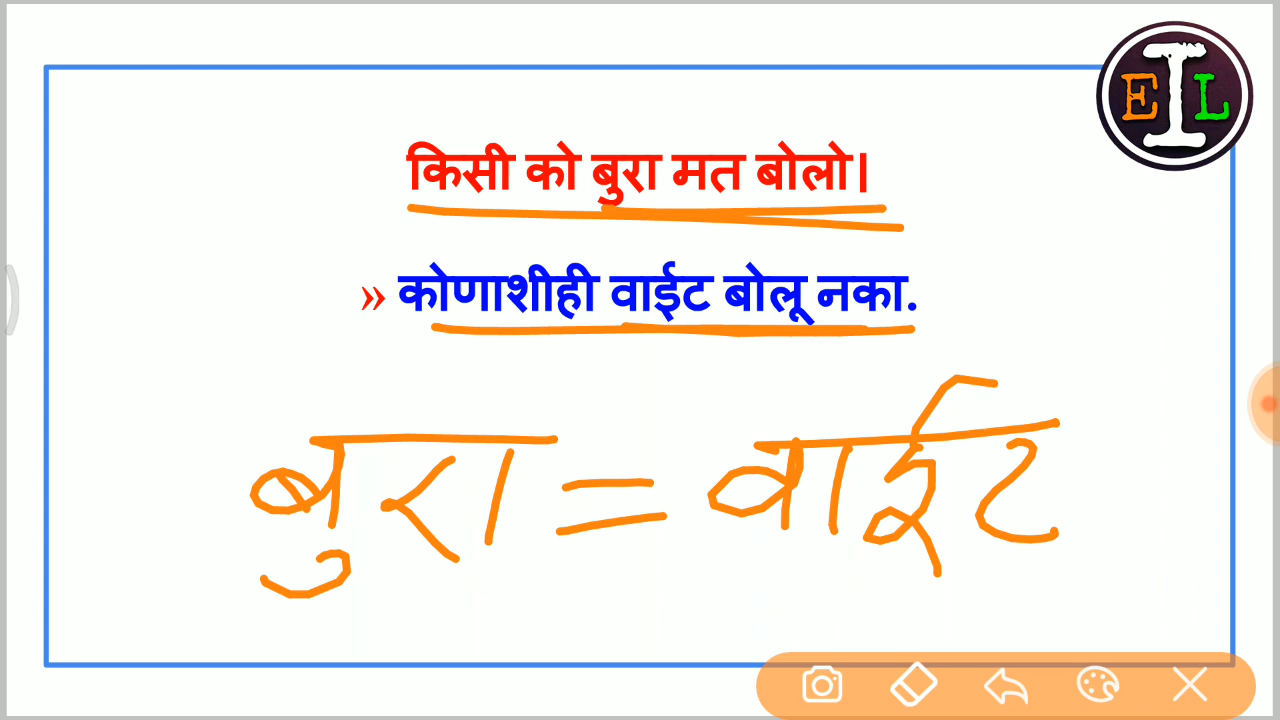 EIL
किसी को बुरा मत बोलो।
» कोणाशीही वाईट बोलू नका.
बुरा = वाईट